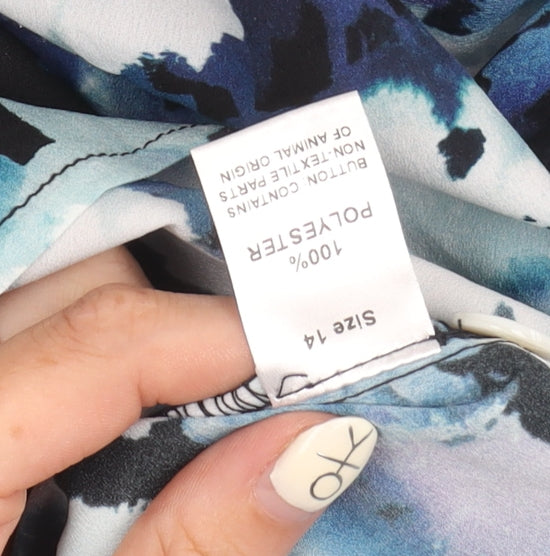 Size 14
100%
POLYESTER
BUTTON CONTAINS
NON-TEXTILE PARTS
OF ANIMAL ORIGIN